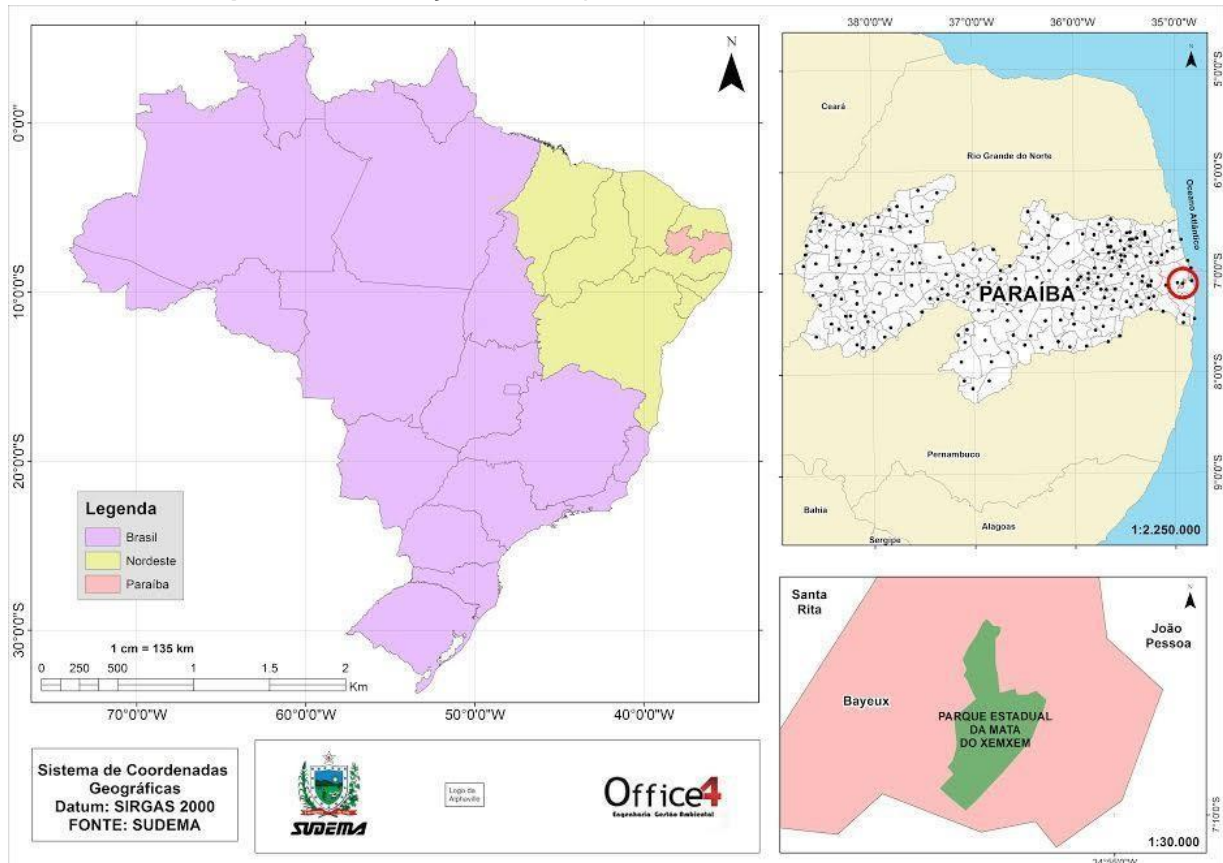 N
0°0'0"
10°0'0"S
20°0'0"S
30°0'0"S
70°0'0"W
60°0'0"W
50°0'0"W
40°0'0"W
Legenda
Brasil
Nordeste
Paraíba
1 cm = 135 km
0 250 500 1 1.5 2
Km
38°0'0"W
37°0'0"W
36°0'0"W
35°0'0"W
N
5°0'0"S
6°0'0"S
7°0'0"S
8°0'0"S
9°0'0"S
Ceará
Rio Grande do Norte
Oceano Atlântico
PARAÍBA
Pernambuco
Bahia
Alagoas
Sergipe
1:2.250.000
Sistema de Coordenadas
Geográficas
Datum: SIRGAS 2000
FONTE: SUDEMA
SUDEMA
Logo da
Alphaville
Office4
Engenharia Gestão Ambiental
Santa
Rita
N
João
Pessoa
Bayeux
PARQUE ESTADUAL
DA MATA
DO XEMXEM
7°10'0"S
1:30.000